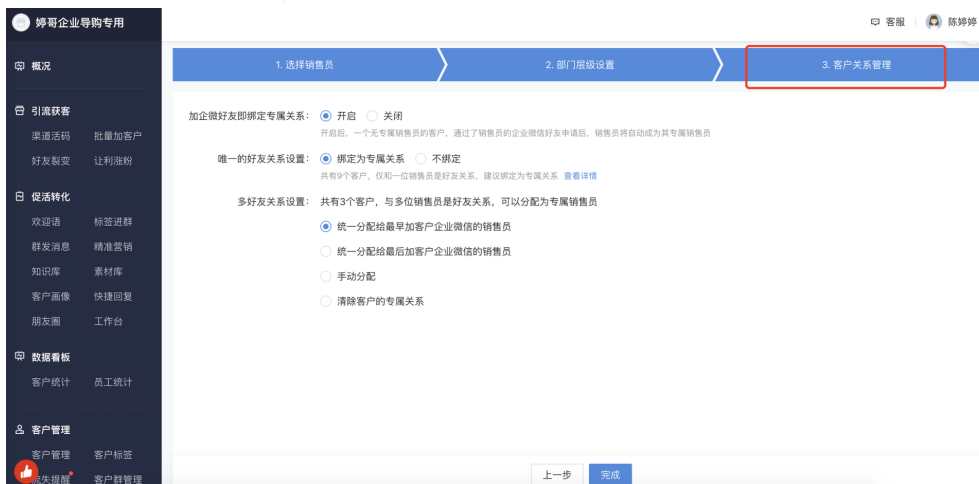 婷哥企业导购专用
客服
陈婷婷
概况
引流获客
渠道活码 批量加客户
好友裂变 让利涨粉
促活转化
欢迎语 标签进群
群发消息 精准营销
知识库 素材库
客户画像 快捷回复
朋友圈 工作台
数据看板
客户统计 员工统计
客户管理
客户管理 客户标签
流失提醒 客户群管理
1. 选择销售员 2. 部门层级设置 3. 客户关系管理
加企微好友即绑定专属关系: 开启 关闭
开启后,一个无专属销售员的客户,通过了销售员的企业微信好友申请后,销售员将自动成为其专属销售员
唯一的好友关系设置: 绑定为专属关系 不绑定
共有9个客户,仅和一位销售员是好友关系,建议绑定为专属关系 查看详情
多好友关系设置: 共有3个客户,与多位销售员是好友关系,可以分配为专属销售员
统一分配给最早加客户企业微信的销售员
统一分配给最后加客户企业微信的销售员
手动分配
清除客户的专属关系
上一步 完成